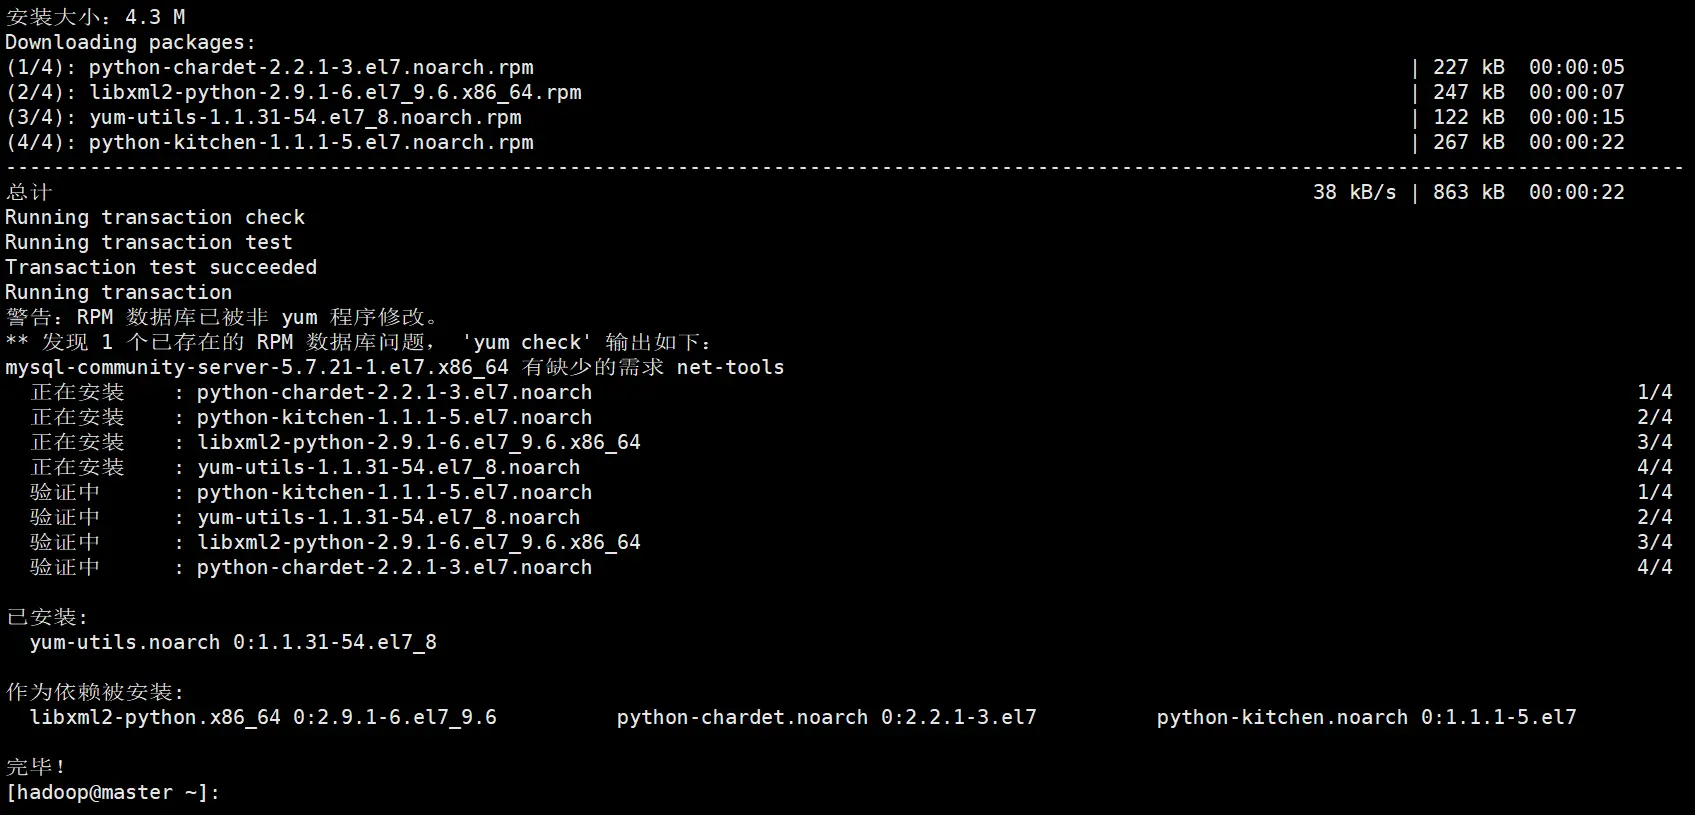 安装大小：4.3 M
Downloading packages:
(1/4): python-chardet-2.2.1-3.el7.noarch.rpm | 227 kB 00:00:05
(2/4): libxml2-python-2.9.1-6.el7_9.6.x86_64.rpm | 247 kB 00:00:07
(3/4): yum-utils-1.1.31-54.el7_8.noarch.rpm | 122 kB 00:00:15
(4/4): python-kitchen-1.1.1-5.el7.noarch.rpm | 267 kB 00:00:22
--------------------------------------------------------------------------------------------------------------------------------------------
总计 38 kB/s | 863 kB 00:00:22
Running transaction check
Running transaction test
Transaction test succeeded
Running transaction
警告：RPM 数据库已被非 yum 程序修改。
** 发现 1 个已存在的 RPM 数据库问题， 'yum check' 输出如下：
mysql-community-server-5.7.21-1.el7.x86_64 有缺少的需求 net-tools
正在安装 : python-chardet-2.2.1-3.el7.noarch 1/4
正在安装 : python-kitchen-1.1.1-5.el7.noarch 2/4
正在安装 : libxml2-python-2.9.1-6.el7_9.6.x86_64 3/4
正在安装 : yum-utils-1.1.31-54.el7_8.noarch 4/4
验证中 : python-kitchen-1.1.1-5.el7.noarch 1/4
验证中 : yum-utils-1.1.31-54.el7_8.noarch 2/4
验证中 : libxml2-python-2.9.1-6.el7_9.6.x86_64 3/4
验证中 : python-chardet-2.2.1-3.el7.noarch 4/4
已安装:
yum-utils.noarch 0:1.1.31-54.el7_8
作为依赖被安装:
libxml2-python.x86_64 0:2.9.1-6.el7_9.6 python-chardet.noarch 0:2.2.1-3.el7 python-kitchen.noarch 0:1.1.1-5.el7
完毕！
[hadoop@master ~]: